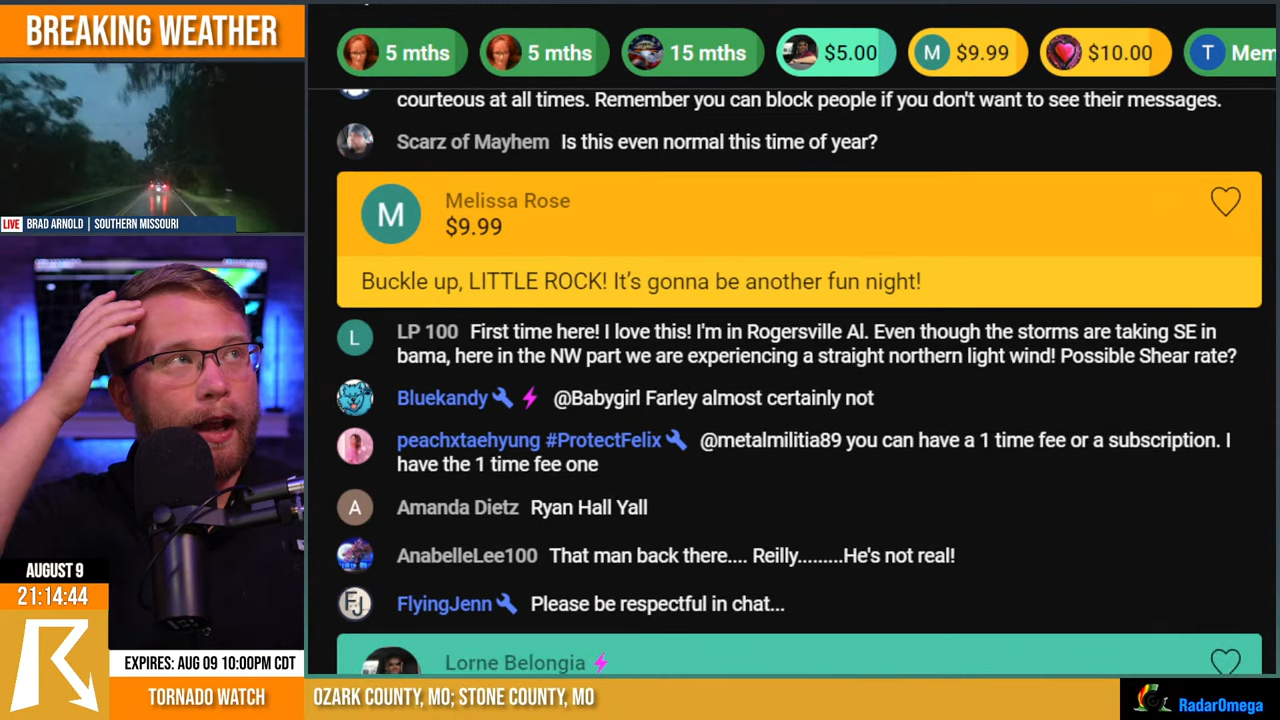 BREAKING WEATHER
LIVE BRAD ARNOLD | SOUTHERN MISSOURI
AUGUST 9
21:14:44
R
EXPIRES: AUG 09 10:00PM CDT
TORNADO WATCH
OZARK COUNTY, MO; STONE COUNTY, MO
RadarOmega
5 mths
5 mths
15 mths
$5.00
M $9.99
$10.00
T Mem
courteous at all times. Remember you can block people if you don't want to see their messages.
Scarz of Mayhem Is this even normal this time of year?
M
Melissa Rose
$9.99
Buckle up, LITTLE ROCK! It's gonna be another fun night!
L LP 100 First time here! I love this! I'm in Rogersville Al. Even though the storms are taking SE in
bama, here in the NW part we are experiencing a straight northern light wind! Possible Shear rate?
Bluekandy @Babygirl Farley almost certainly not
peachxtaehyung #ProtectFelix @metalmilitia89 you can have a 1 time fee or a subscription. I
have the 1 time fee one
A Amanda Dietz Ryan Hall Yall
AnabelleLee100 That man back there.... Reilly.........He's not real!
FJ FlyingJenn Please be respectful in chat...
Lorne Belongia